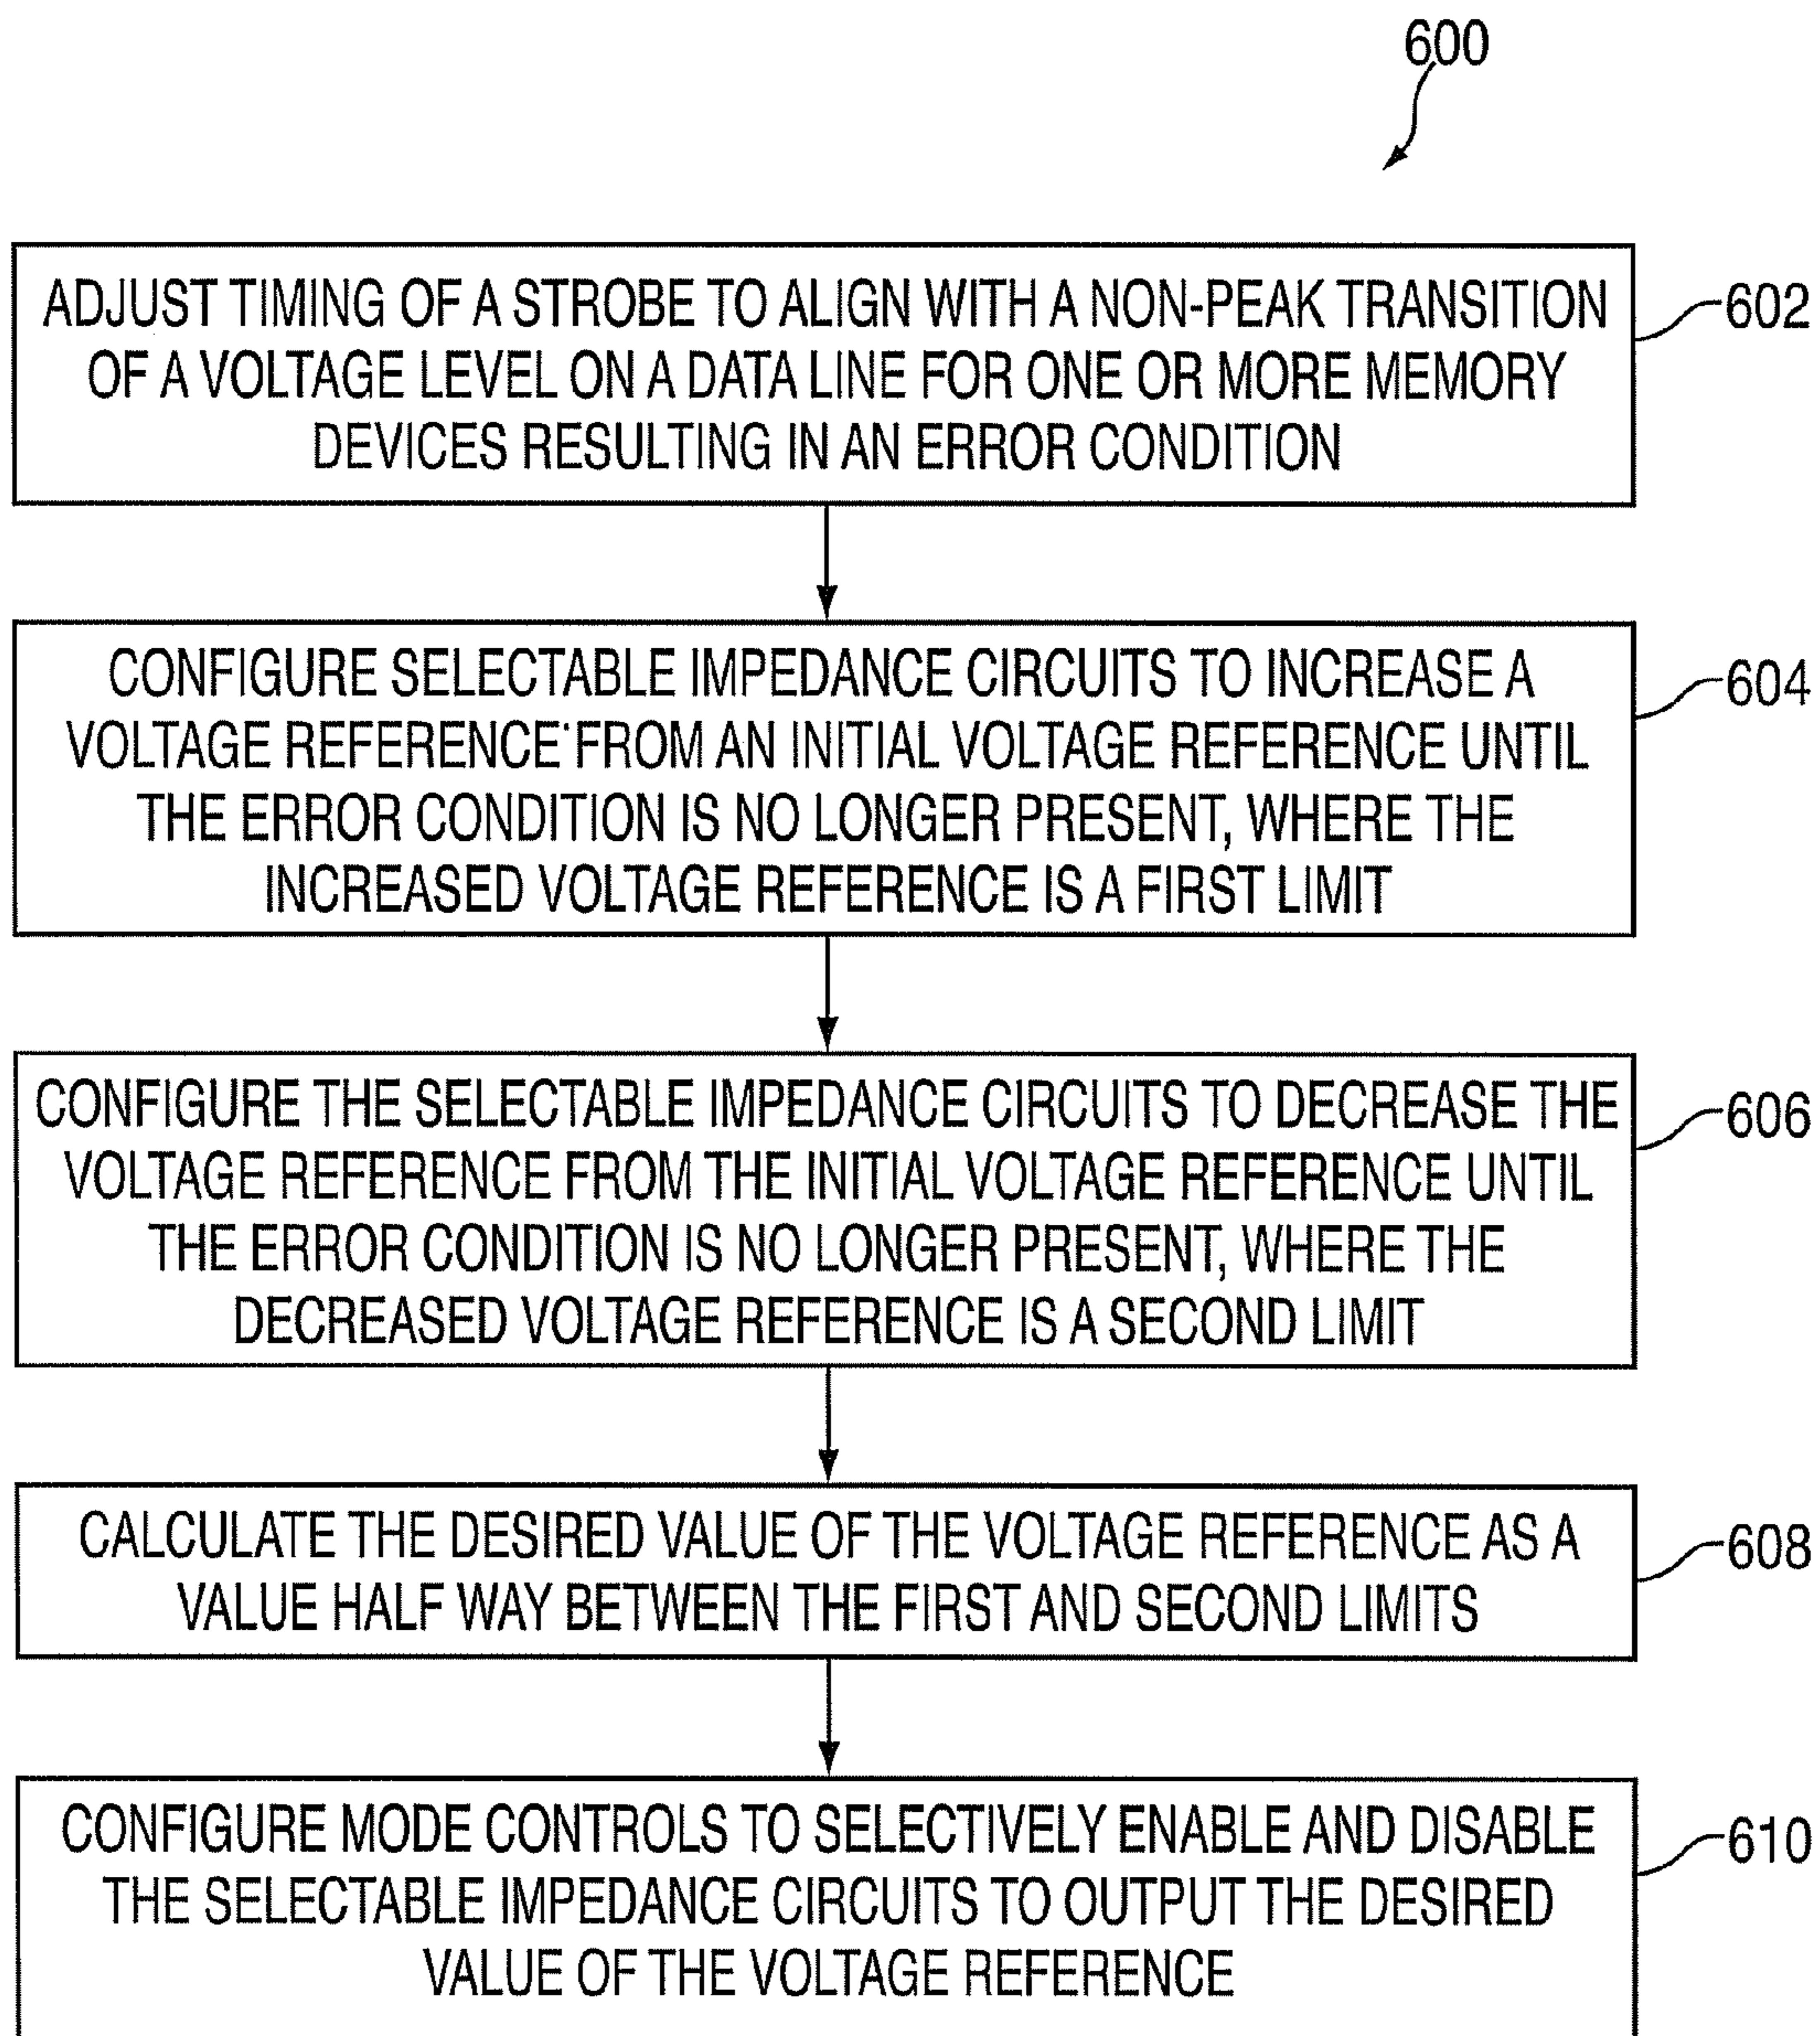 600
ADJUST TIMING OF A STROBE TO ALIGN WITH A NON-PEAK TRANSITION
OF A VOLTAGE LEVEL ON A DATA LINE FOR ONE OR MORE MEMORY
DEVICES RESULTING IN AN ERROR CONDITION
602
CONFIGURE SELECTABLE IMPEDANCE CIRCUITS TO INCREASE A
VOLTAGE REFERENCE FROM AN INITIAL VOLTAGE REFERENCE UNTIL
THE ERROR CONDITION IS NO LONGER PRESENT, WHERE THE
INCREASED VOLTAGE REFERENCE IS A FIRST LIMIT
604
CONFIGURE THE SELECTABLE IMPEDANCE CIRCUITS TO DECREASE THE
VOLTAGE REFERENCE FROM THE INITIAL VOLTAGE REFERENCE UNTIL
THE ERROR CONDITION IS NO LONGER PRESENT, WHERE THE
DECREASED VOLTAGE REFERENCE IS A SECOND LIMIT
606
CALCULATE THE DESIRED VALUE OF THE VOLTAGE REFERENCE AS A
VALUE HALF WAY BETWEEN THE FIRST AND SECOND LIMITS
608
CONFIGURE MODE CONTROLS TO SELECTIVELY ENABLE AND DISABLE
THE SELECTABLE IMPEDANCE CIRCUITS TO OUTPUT THE DESIRED
VALUE OF THE VOLTAGE REFERENCE
610